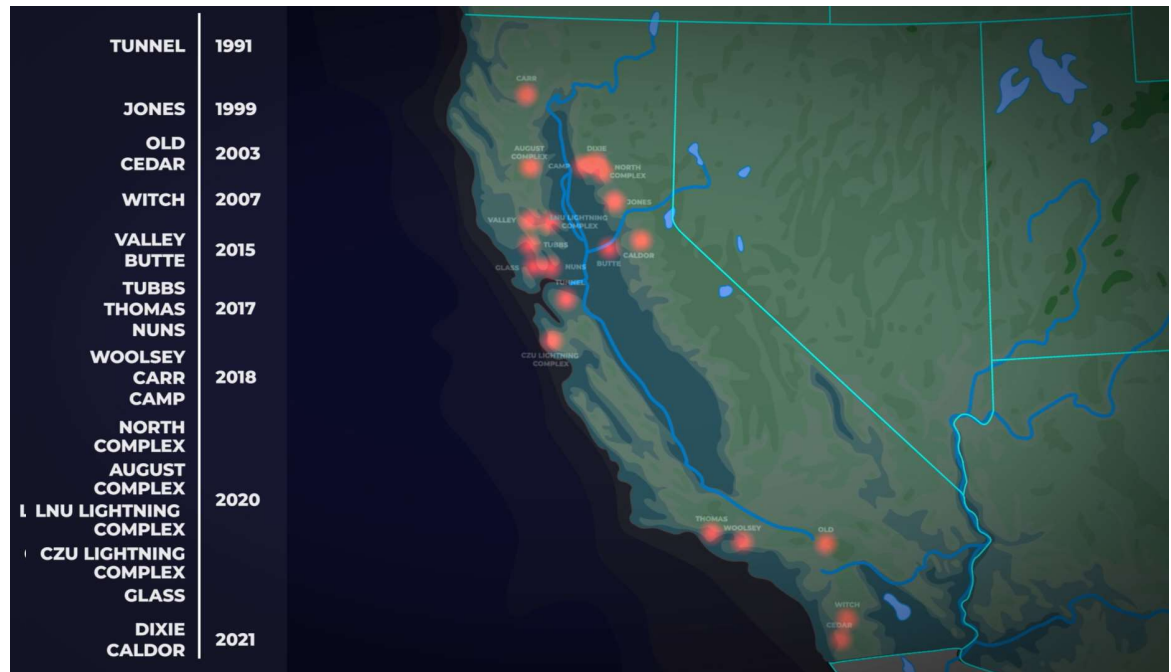 TUNNEL 1991
JONES 1999
OLD
CEDAR
2003
WITCH 2007
VALLEY
BUTTE
2015
TUBBS
THOMAS
NUNS
2017
WOOLSEY
CARR
CAMP
2018
NORTH
COMPLEX
AUGUST
COMPLEX
L LNU LIGHTNING
COMPLEX
CZU LIGHTNING
COMPLEX
GLASS
2020
DIXIE
CALDOR
2021
CARR
AUGUST
COMPLEX
CAMP
DIXIE
NORTH
COMPLEX
JONES
VALLEY
LNU LIGHTNING
COMPLEX
TUBBS
CALDOR
BUTTE
GLASS
NUNS
TUNNEL
CZU LIGHTNING
COMPLEX
THOMAS
WOOLSEY
OLD
WITCH
CEDAR